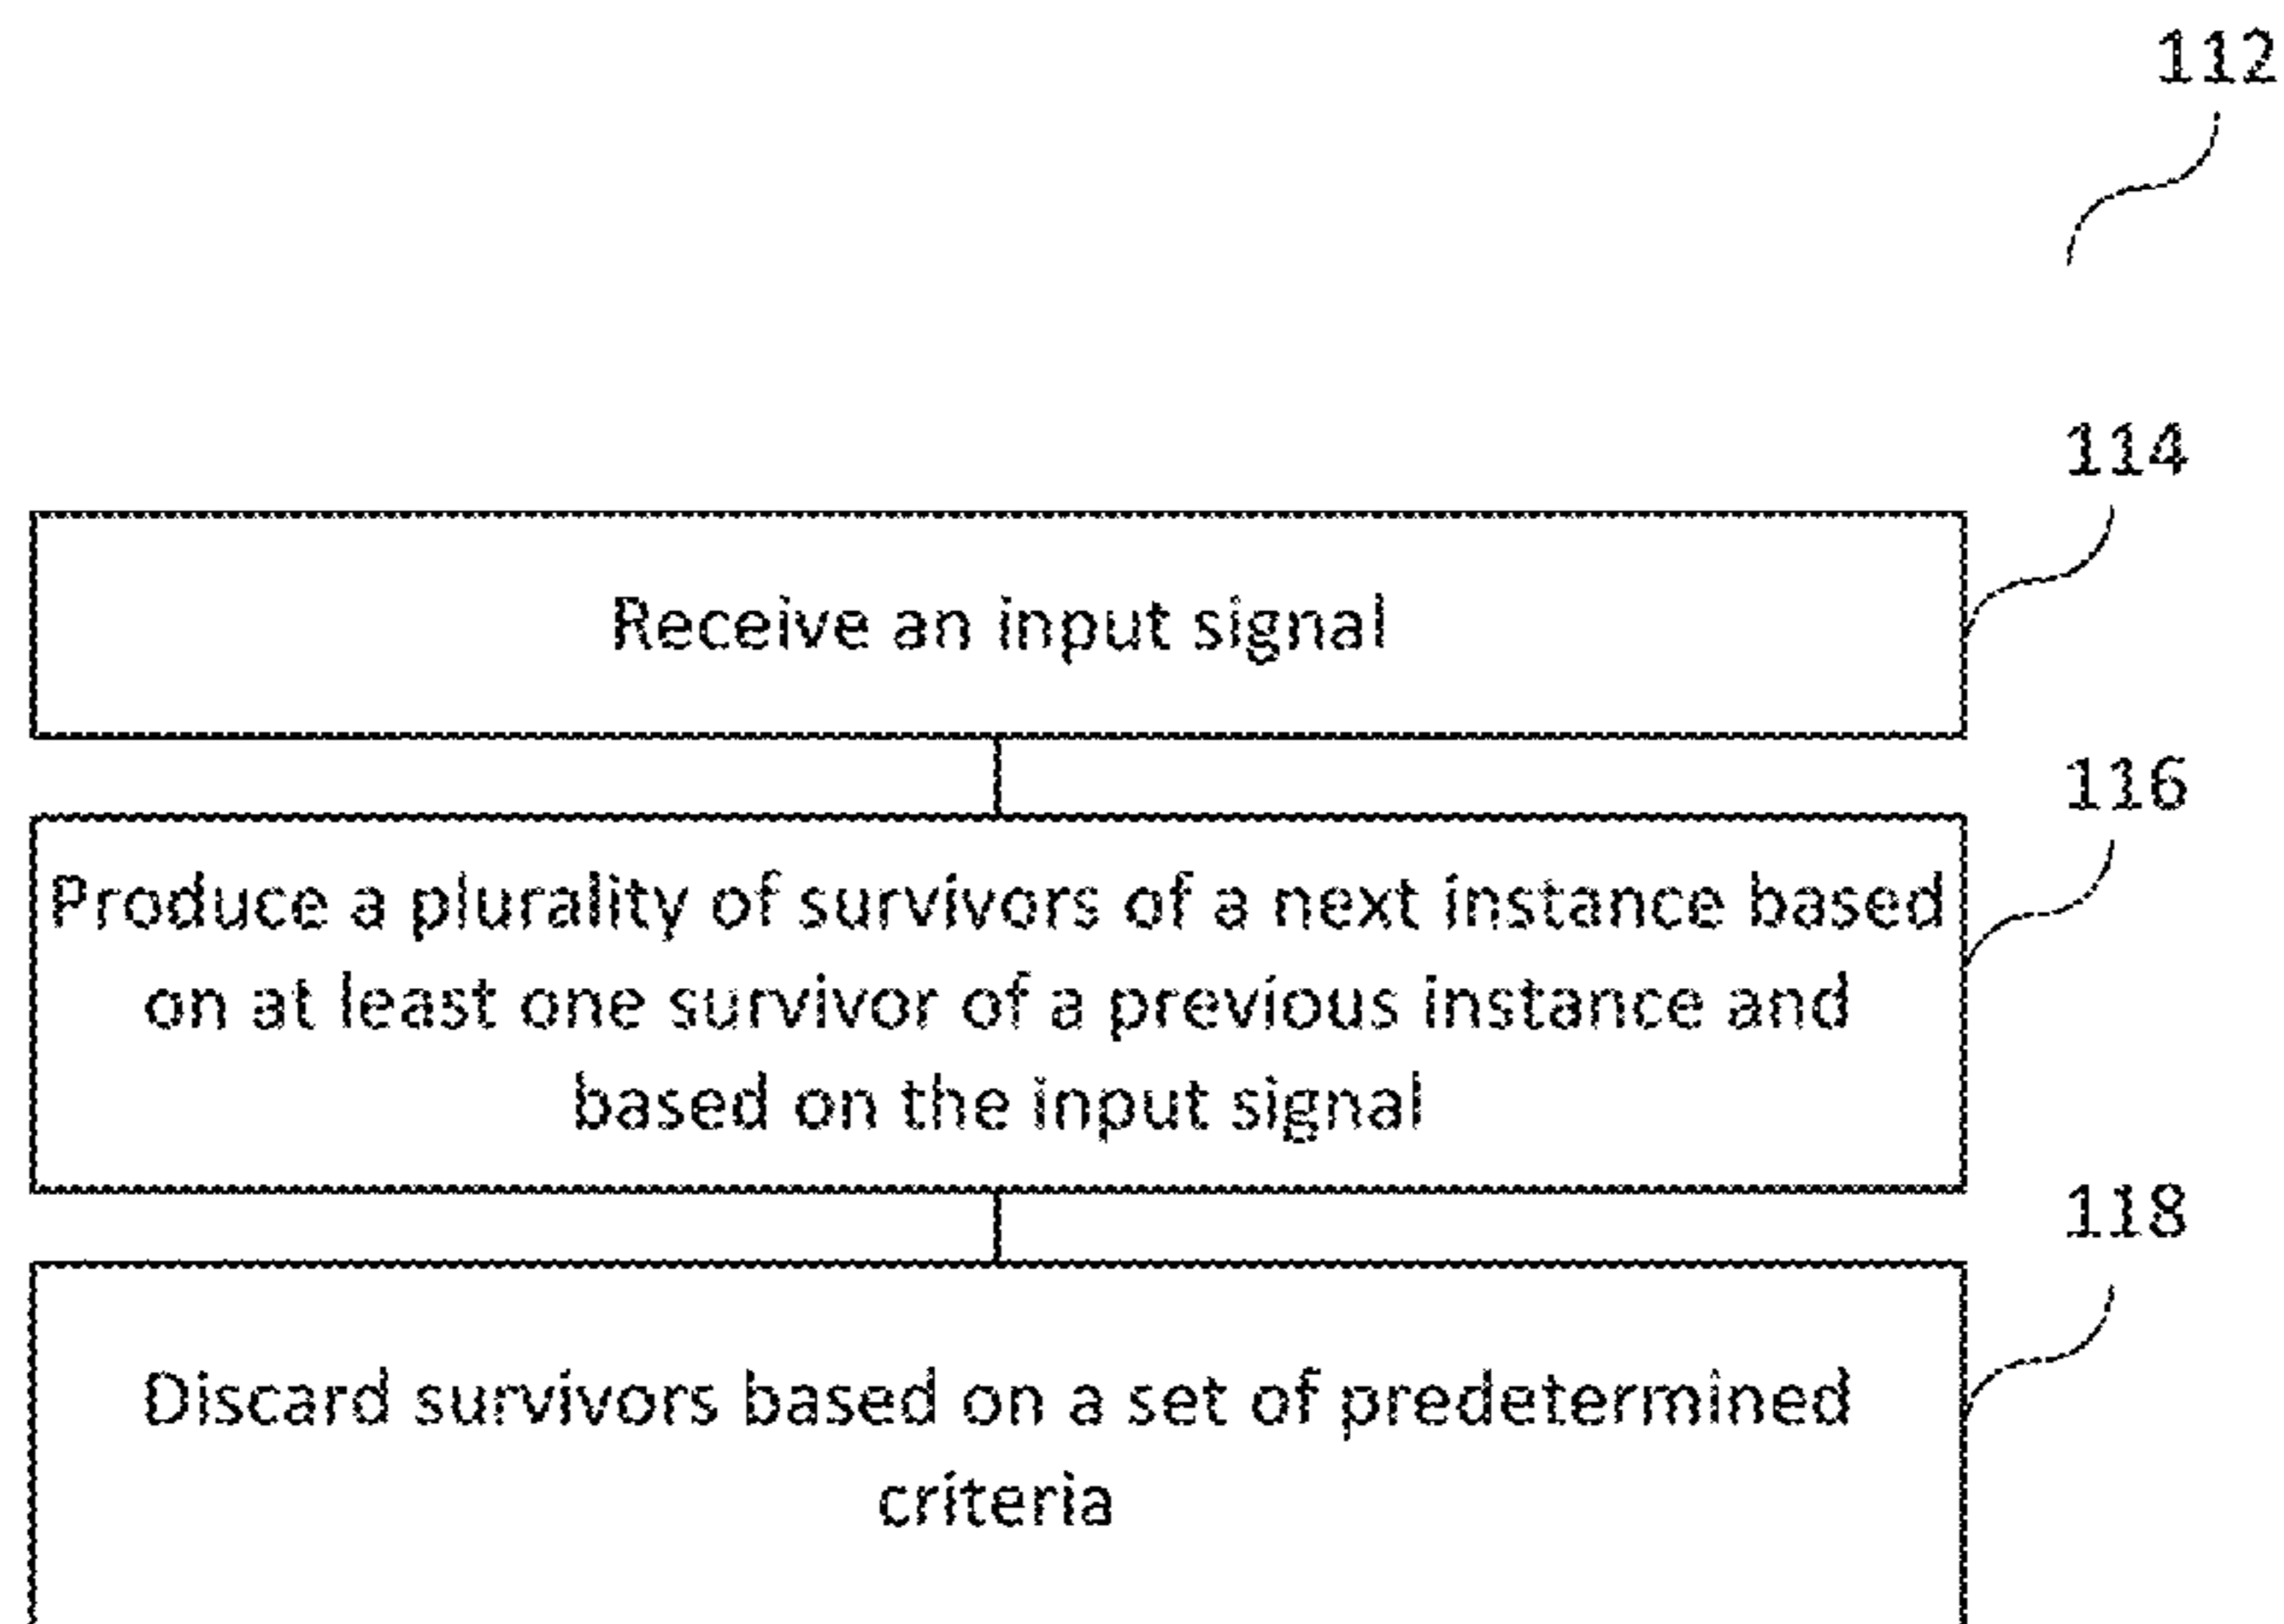 112
114
Receive an input signal
116
Produce a plurality of survivors of a next instance based
on at least one survivor of a previous instance and
based on the input signal
118
Discard survivors based on a set of predetermined
criteria